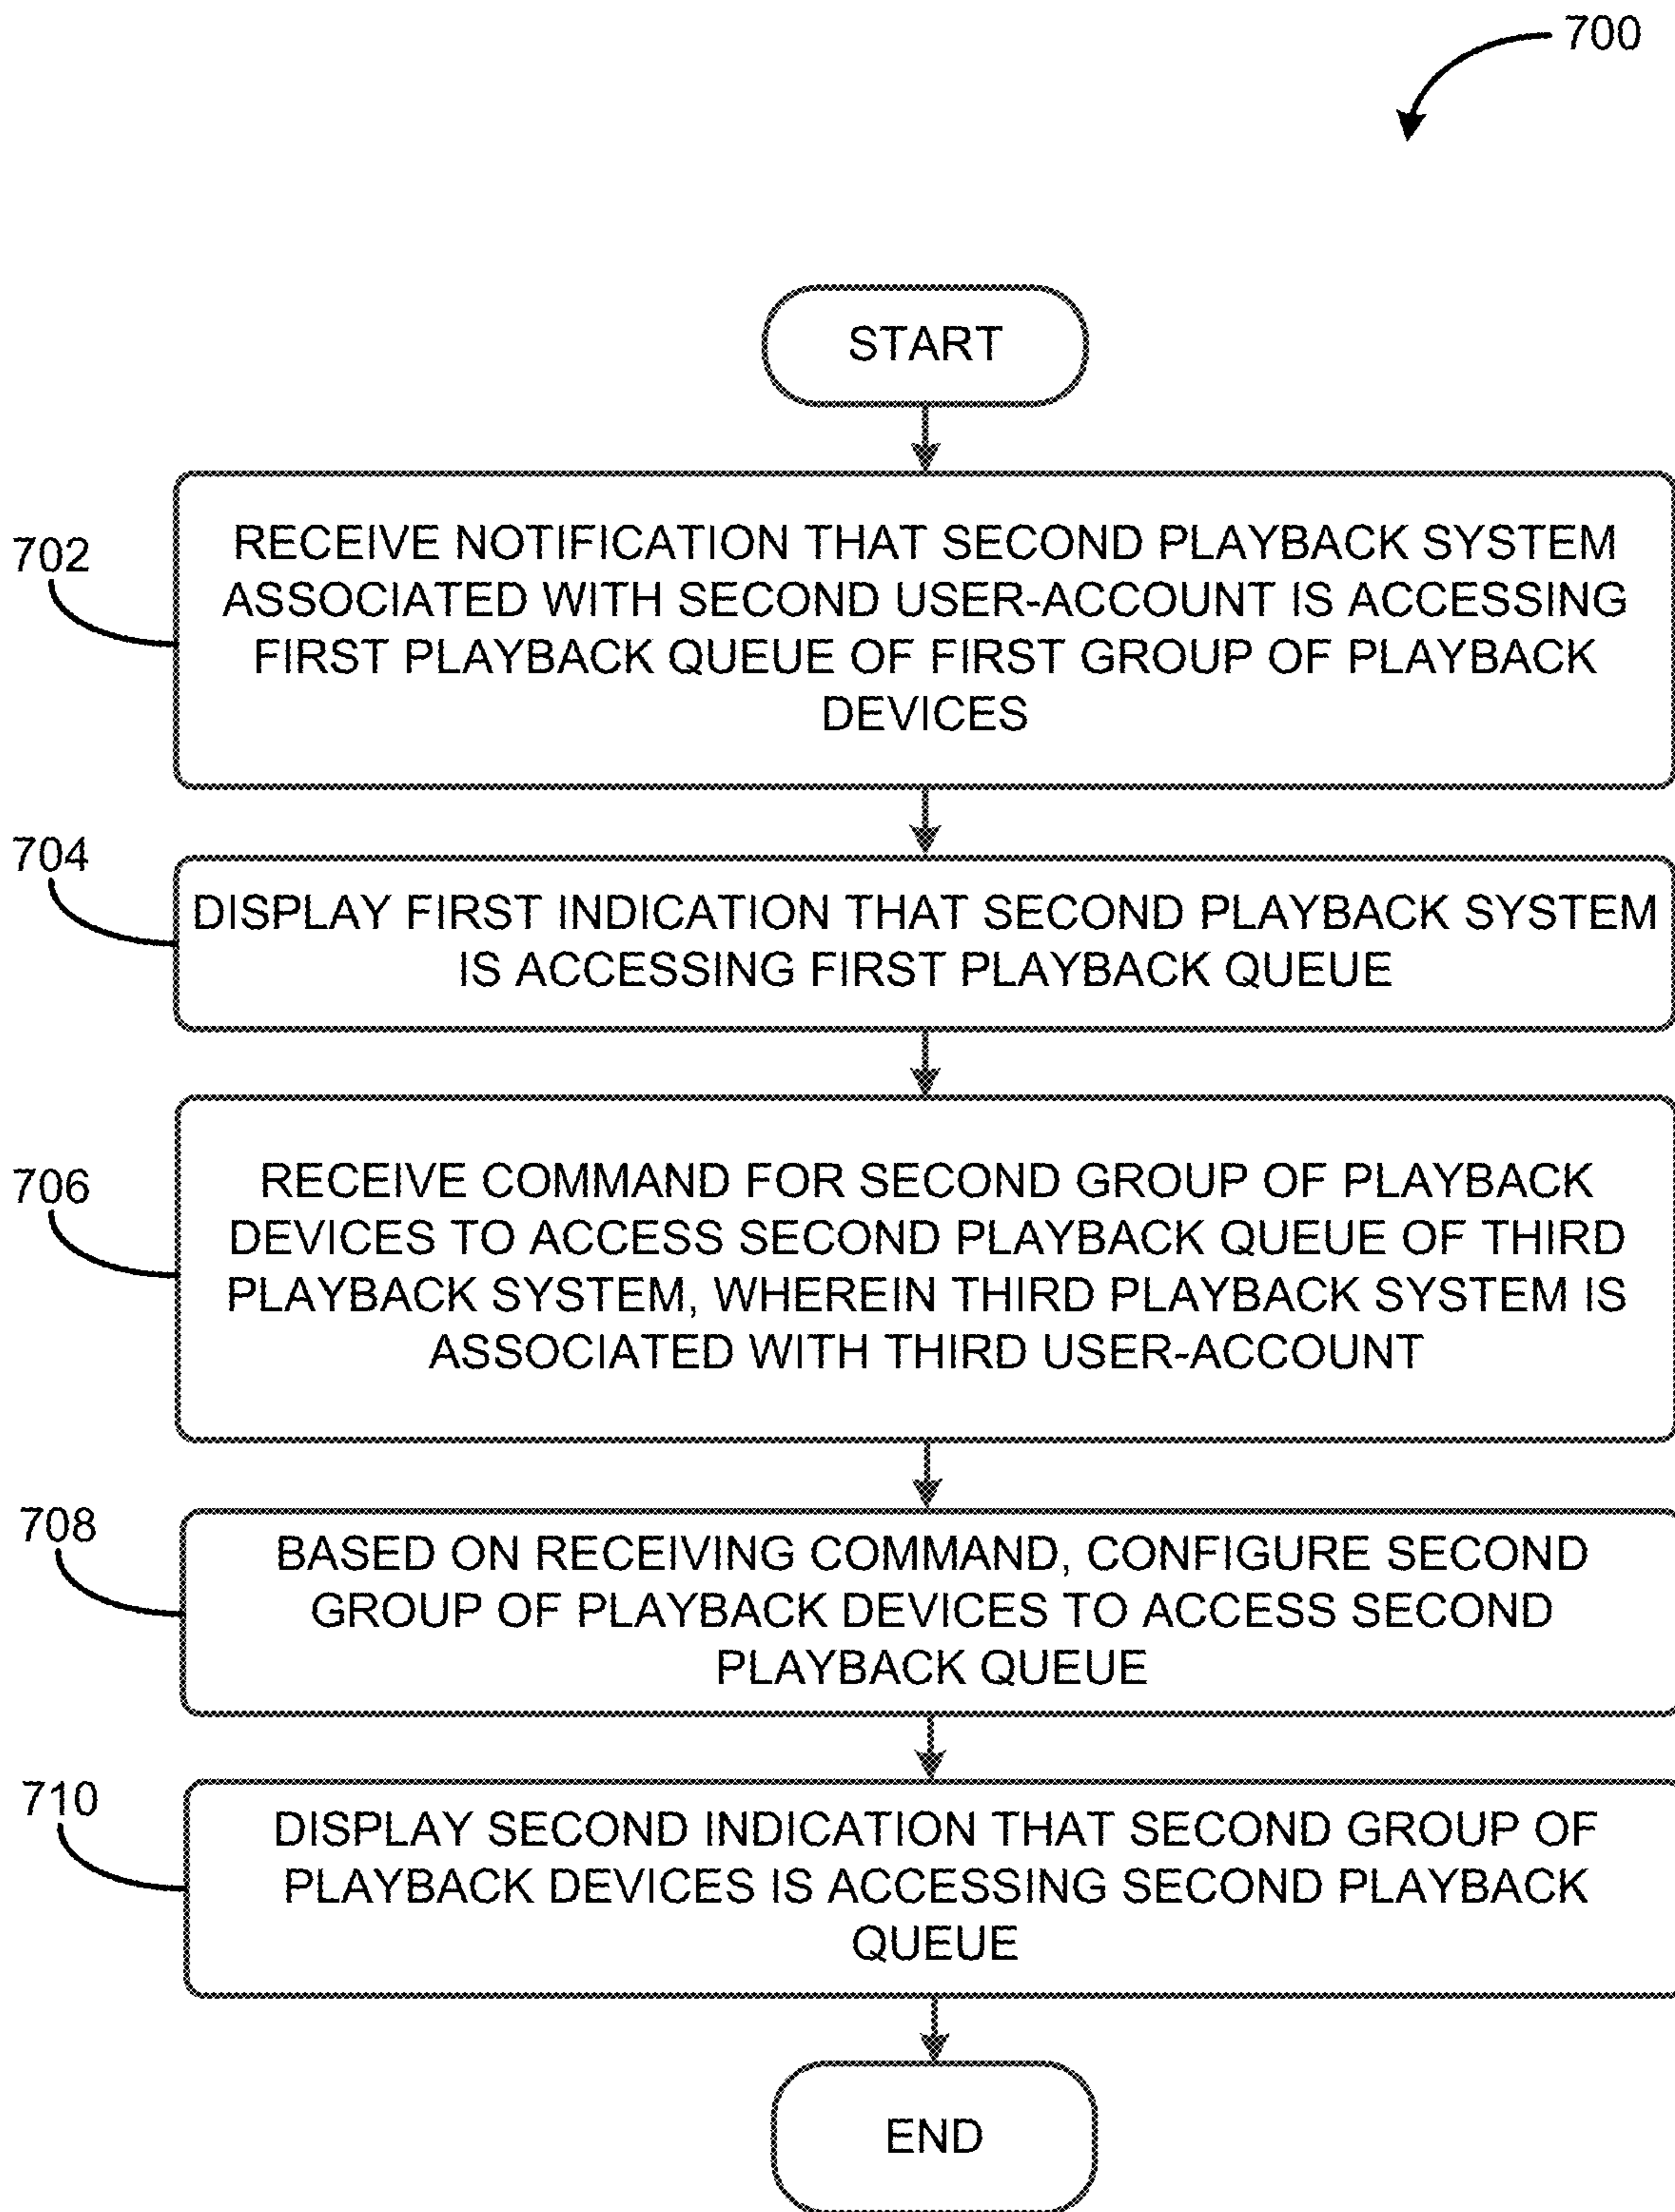 700
START
702
RECEIVE NOTIFICATION THAT SECOND PLAYBACK SYSTEM
ASSOCIATED WITH SECOND USER-ACCOUNT IS ACCESSING
FIRST PLAYBACK QUEUE OF FIRST GROUP OF PLAYBACK
DEVICES
704
DISPLAY FIRST INDICATION THAT SECOND PLAYBACK SYSTEM
IS ACCESSING FIRST PLAYBACK QUEUE
706
RECEIVE COMMAND FOR SECOND GROUP OF PLAYBACK
DEVICES TO ACCESS SECOND PLAYBACK QUEUE OF THIRD
PLAYBACK SYSTEM, WHEREIN THIRD PLAYBACK SYSTEM IS
ASSOCIATED WITH THIRD USER-ACCOUNT
708
BASED ON RECEIVING COMMAND, CONFIGURE SECOND
GROUP OF PLAYBACK DEVICES TO ACCESS SECOND
PLAYBACK QUEUE
710
DISPLAY SECOND INDICATION THAT SECOND GROUP OF
PLAYBACK DEVICES IS ACCESSING SECOND PLAYBACK
QUEUE
END